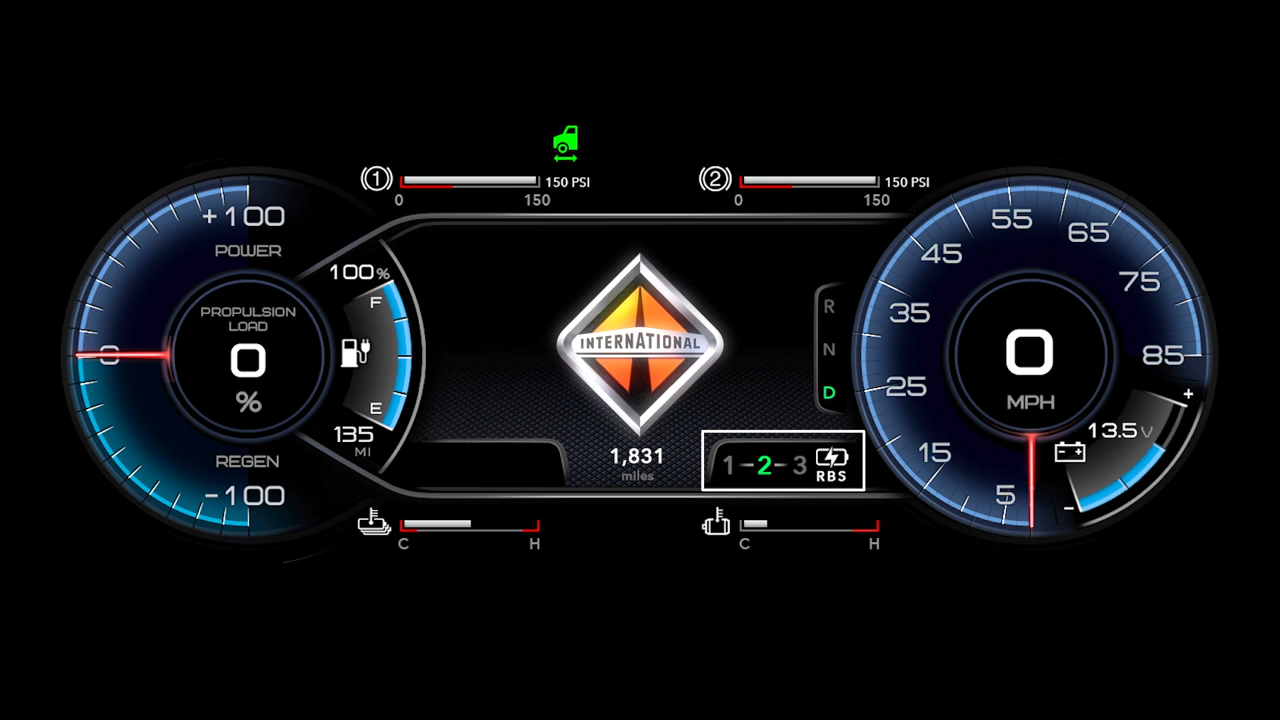 1
150 PSI
0
150
2
150 PSI
0
150
+100
POWER
PROPULSION
LOAD
0
%
0
REGEN
-100
100%
F
E
135
MI
INTERNATIONAL
1,831
miles
R
N
D
1-2-3
RBS
5
15
25
35
45
55
65
75
85
0
MPH
+
13.5V
-
C
H
C
H